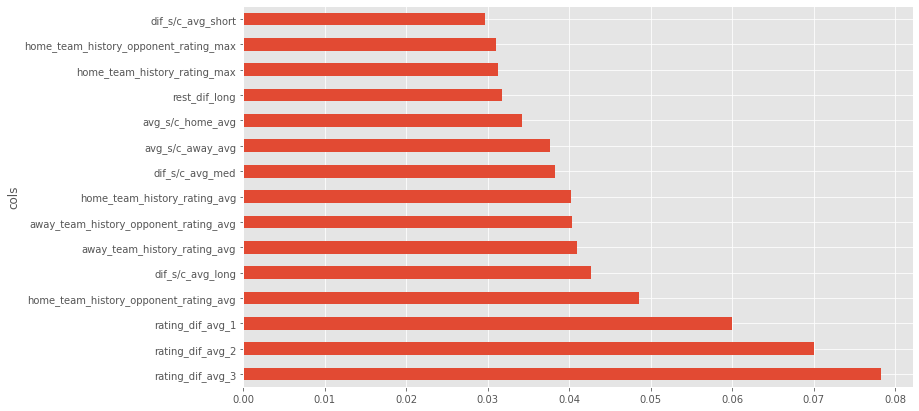 dif_s/c_avg_short
home_team_history_opponent_rating_max
home_team_history_rating_max
rest_dif_long
avg_s/c_home_avg
avg_s/c_away_avg
dif_s/c_avg_med
cols
home_team_history_rating_avg
away_team_history_opponent_rating_avg
away_team_history_rating_avg
dif_s/c_avg_long
home_team_history_opponent_rating_avg
rating_dif_avg_1
rating_dif_avg_2
rating_dif_avg_3
0.00 0.01 0.02 0.03 0.04 0.05 0.06 0.07 0.08